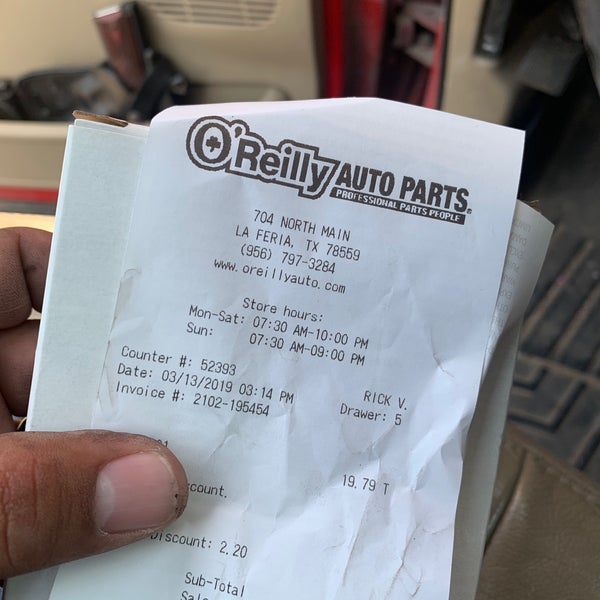 O'Reilly AUTO PARTS®
PROFESSIONAL PARTS PEOPLE
704 NORTH MAIN
LA FERIA, TX 78559
(956) 797-3284
www.oreillyauto.com
Store hours:
Mon-Sat: 07:30 AM-10:00 PM
Sun: 07:30 AM-09:00 PM
Counter #: 52393
Date: 03/13/2019 03:14 PM RICK V.
Invoice #: 2102-195454 Drawer: 5
19.79 T
count.
Discount: 2.20
Sub-Total